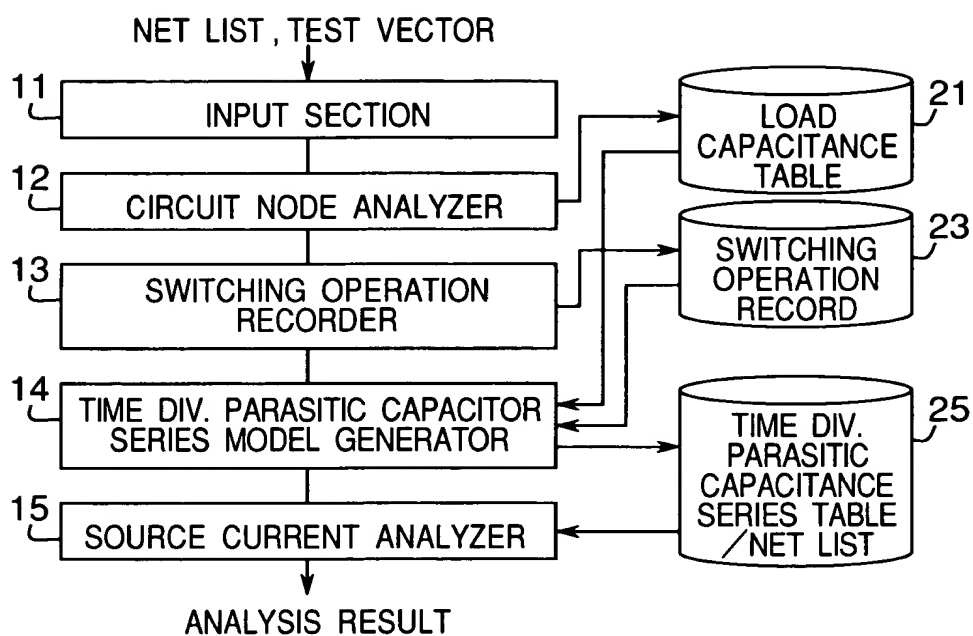 NET LIST, TEST VECTOR
11
INPUT SECTION
12
CIRCUIT NODE ANALYZER
13
SWITCHING OPERATION
RECORDER
14
TIME DIV. PARASITIC CAPACITOR
SERIES MODEL GENERATOR
15
SOURCE CURRENT ANALYZER
ANALYSIS RESULT
21
LOAD
CAPACITANCE
TABLE
23
SWITCHING
OPERATION
RECORD
25
TIME DIV.
PARASITIC
CAPACITANCE
SERIES TABLE
/NET LIST